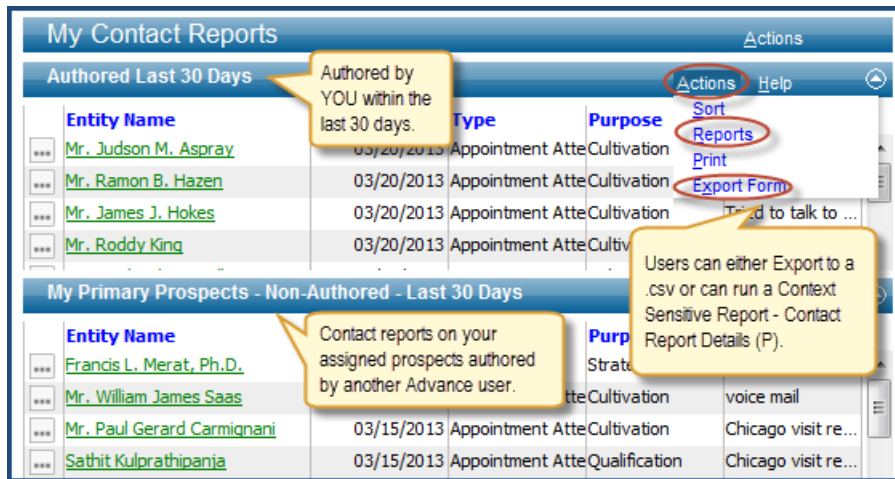 My Contact Reports
Actions
Authored Last 30 Days
Actions Help
Authored by
YOU within the
last 30 days.
Sort
Reports
Print
Export Form
Entity Name Type Purpose
... Mr. Judson M. Aspray 03/20/2013 Appointment Atte Cultivation
... Mr. Ramon B. Hazen 03/20/2013 Appointment Atte Cultivation
... Mr. James J. Hokes 03/20/2013 Appointment Atte Cultivation Tried to talk to ...
... Mr. Roddy King 03/20/2013 Appointment Atte
Users can either Export to a
.csv or can run a Context
Sensitive Report - Contact
Report Details (P).
My Primary Prospects - Non-Authored - Last 30 Days
Contact reports on your
assigned prospects authored
by another Advance user.
Entity Name Purp
... Francis L. Merat, Ph.D. Strate
... Mr. William James Saas tte Cultivation voice mail
... Mr. Paul Gerard Carmignani 03/15/2013 Appointment Atte Cultivation Chicago visit re...
... Sathit Kulprathipanja 03/15/2013 Appointment Atte Qualification Chicago visit re...